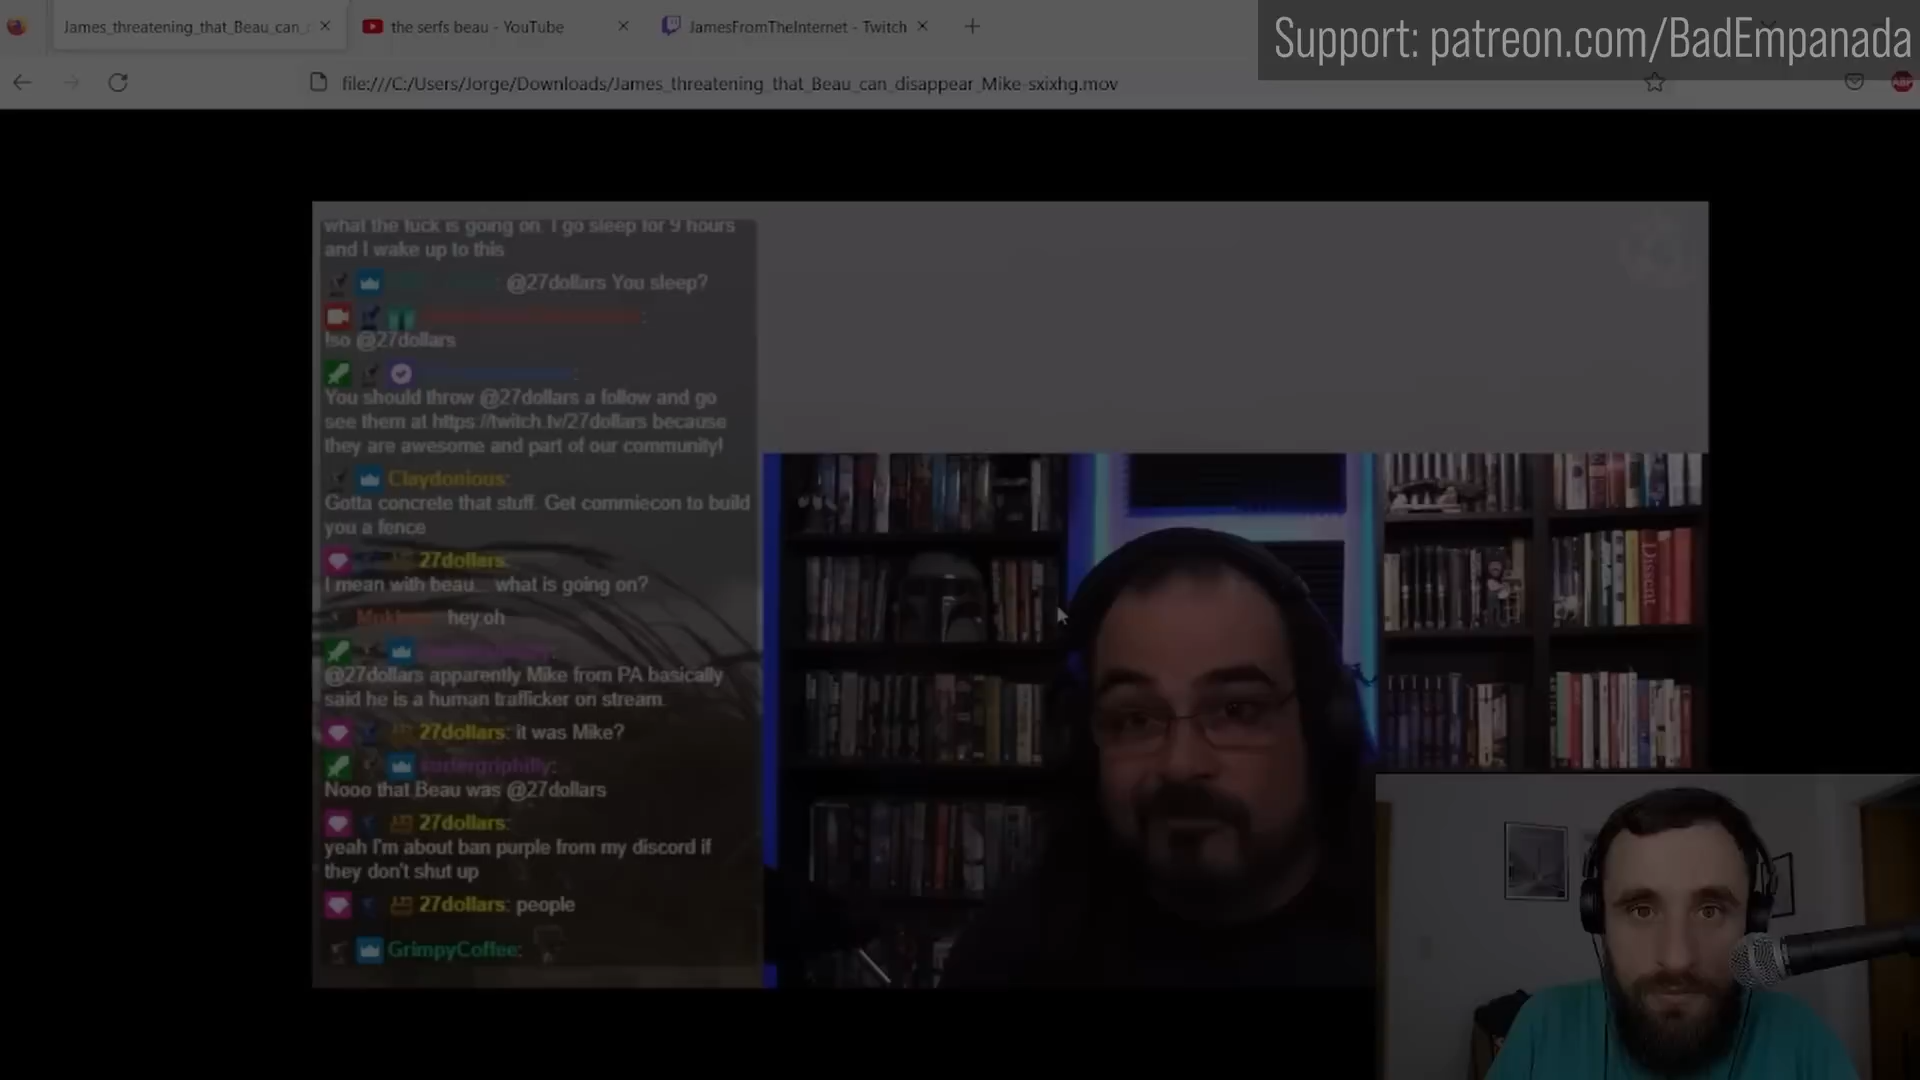 James_threatening_that_Beau_can_
the serfs beau - YouTube
JamesFromTheInternet - Twitch
Support: patreon.com/BadEmpanada
file:///C:/Users/Jorge/Downloads/James_threatening_that_Beau_can_disappear_Mike-sxixhg.mov
ABP
what the fuck is going on. I go sleep for 9 hours
and I wake up to this
@27dollars You sleep?
!so @27dollars
You should throw @27dollars a follow and go
see them at https://twitch.tv/27dollars because
they are awesome and part of our community!
Claydonious:
Gotta concrete that stuff. Get commiecon to build
you a fence
27dollars:
I mean with beau... what is going on?
hey.oh
@27dollars apparently Mike from PA basically
said he is a human trafficker on stream.
27dollars: it was Mike?
Nooo that Beau was @27dollars
27dollars:
yeah I'm about ban purple from my discord if
they don't shut up
27dollars: people
GrimpyCoffee:
Dissent